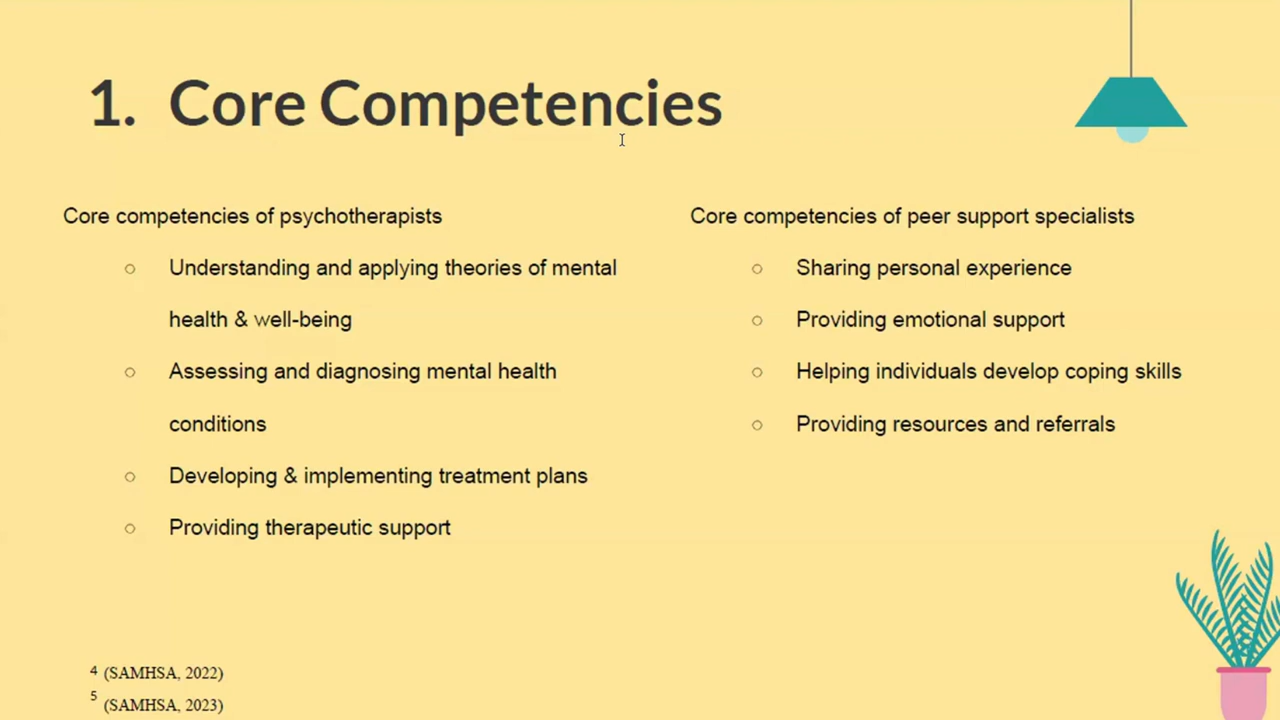 1. Core Competencies
Core competencies of psychotherapists
○ Understanding and applying theories of mental
health & well-being
○ Assessing and diagnosing mental health
conditions
○ Developing & implementing treatment plans
○ Providing therapeutic support
Core competencies of peer support specialists
○ Sharing personal experience
○ Providing emotional support
○ Helping individuals develop coping skills
○ Providing resources and referrals
4 (SAMHSA, 2022)
5 (SAMHSA, 2023)